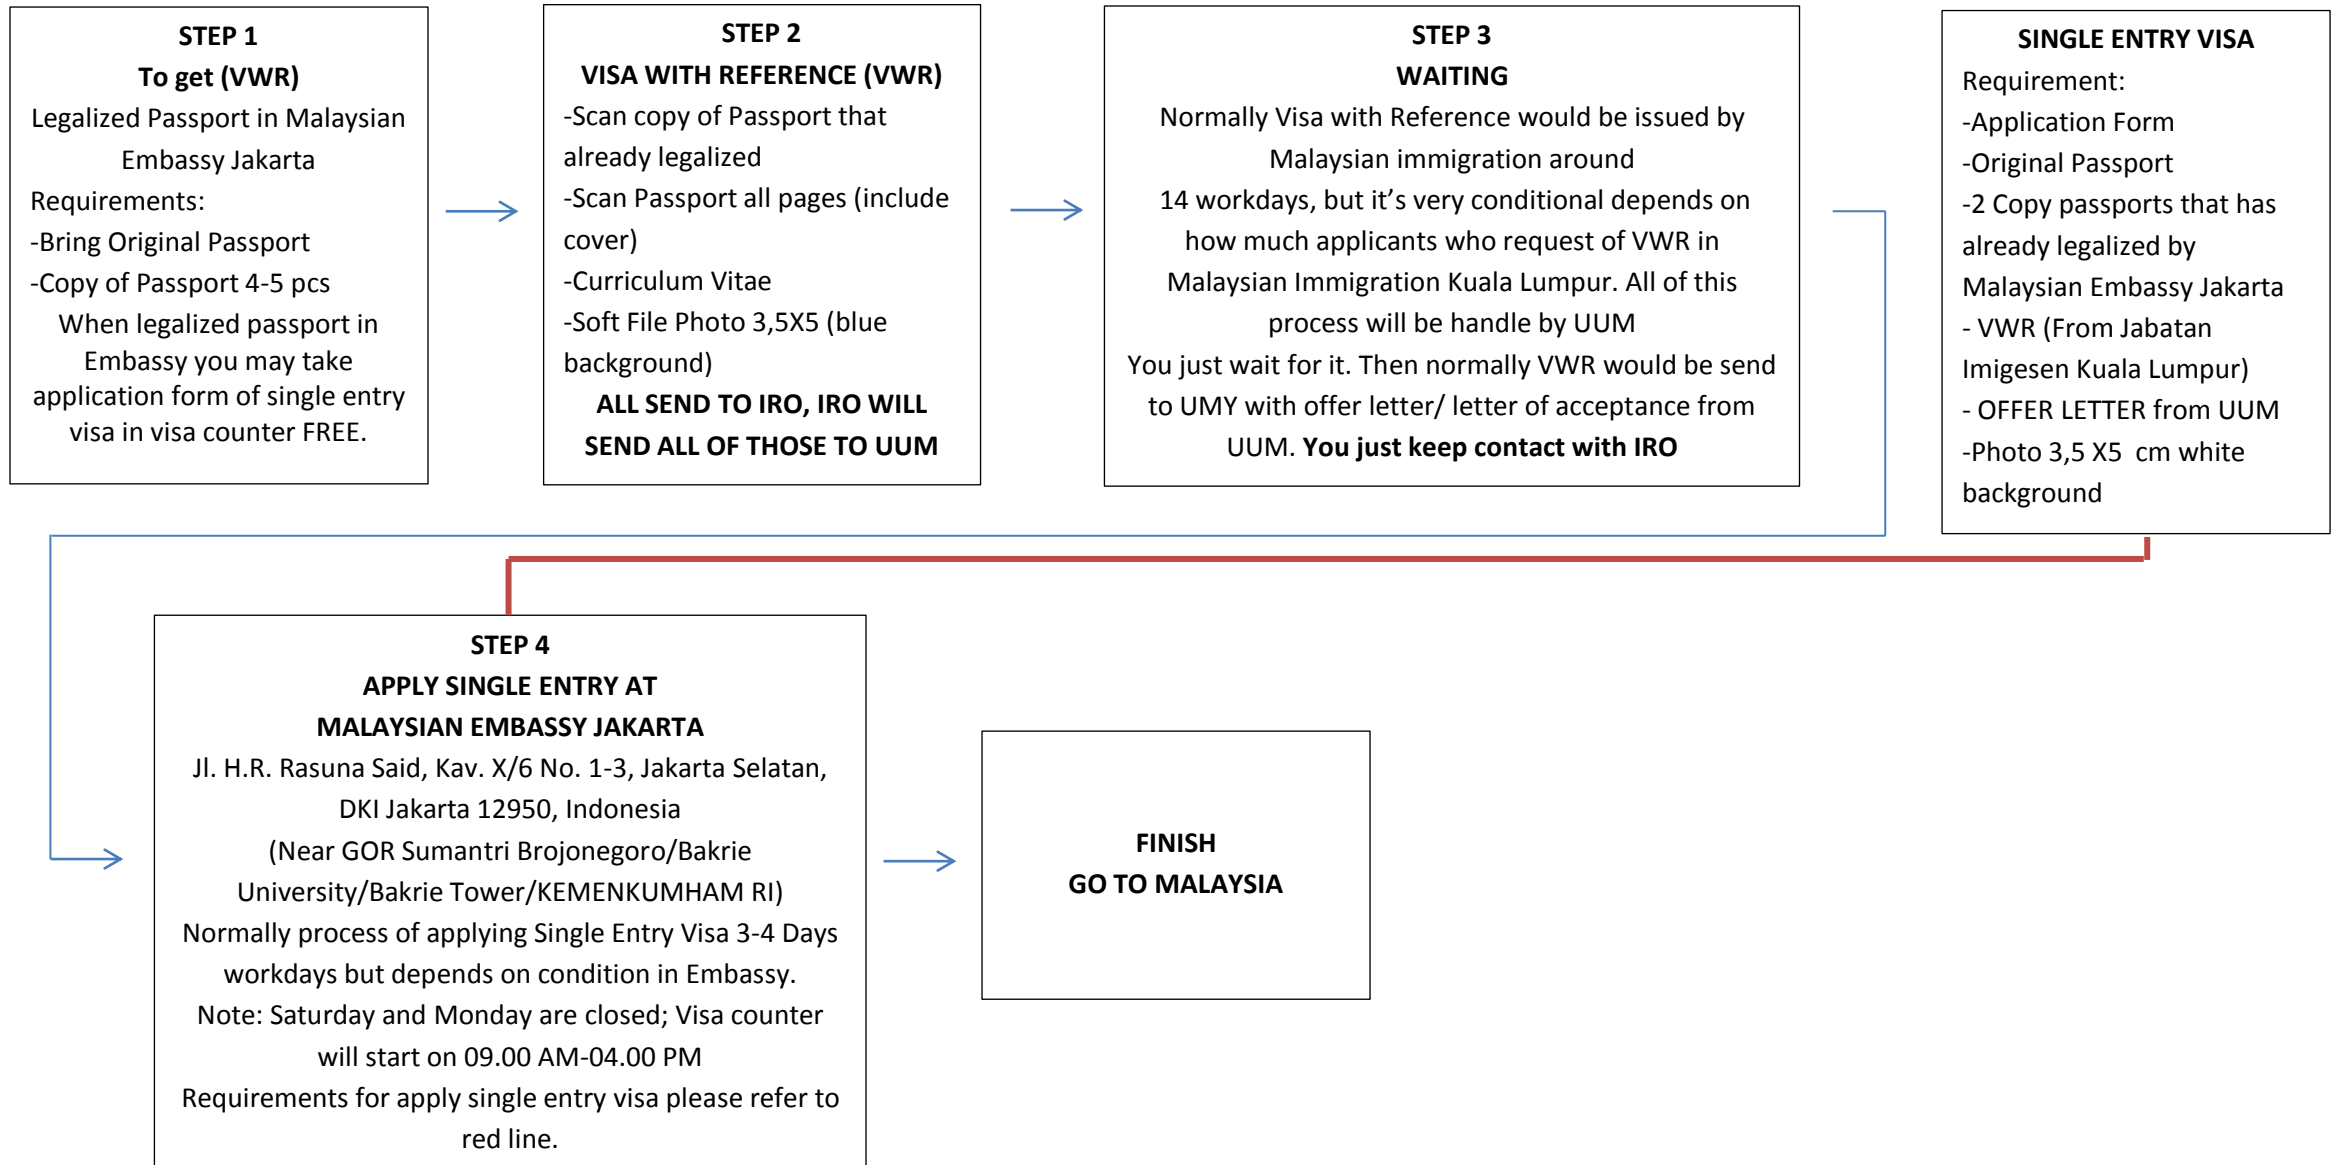 STEP 1
To get (VWR)
Legalized Passport in Malaysian
Embassy Jakarta
Requirements:
-Bring Original Passport
-Copy of Passport 4-5 pcs
When legalized passport in
Embassy you may take
application form of single entry
visa in visa counter FREE.
STEP 2
VISA WITH REFERENCE (VWR)
-Scan copy of Passport that
already legalized
-Scan Passport all pages (include
cover)
-Curriculum Vitae
-Soft File Photo 3,5X5 (blue
background)
ALL SEND TO IRO, IRO WILL
SEND ALL OF THOSE TO UUM
STEP 3
WAITING
Normally Visa with Reference would be issued by
Malaysian immigration around
14 workdays, but it’s very conditional depends on
how much applicants who request of VWR in
Malaysian Immigration Kuala Lumpur. All of this
process will be handle by UUM
You just wait for it. Then normally VWR would be send
to UMY with offer letter/ letter of acceptance from
UUM. You just keep contact with IRO
SINGLE ENTRY VISA
Requirement:
-Application Form
-Original Passport
-2 Copy passports that has
already legalized by
Malaysian Embassy Jakarta
- VWR (From Jabatan
Imigesen Kuala Lumpur)
- OFFER LETTER from UUM
-Photo 3,5 X5 cm white
background
STEP 4
APPLY SINGLE ENTRY AT
MALAYSIAN EMBASSY JAKARTA
Jl. H.R. Rasuna Said, Kav. X/6 No. 1-3, Jakarta Selatan,
DKI Jakarta 12950, Indonesia
(Near GOR Sumantri Brojonegoro/Bakrie
University/Bakrie Tower/KEMENKUMHAM RI)
Normally process of applying Single Entry Visa 3-4 Days
workdays but depends on condition in Embassy.
Note: Saturday and Monday are closed; Visa counter
will start on 09.00 AM-04.00 PM
Requirements for apply single entry visa please refer to
red line.
FINISH
GO TO MALAYSIA